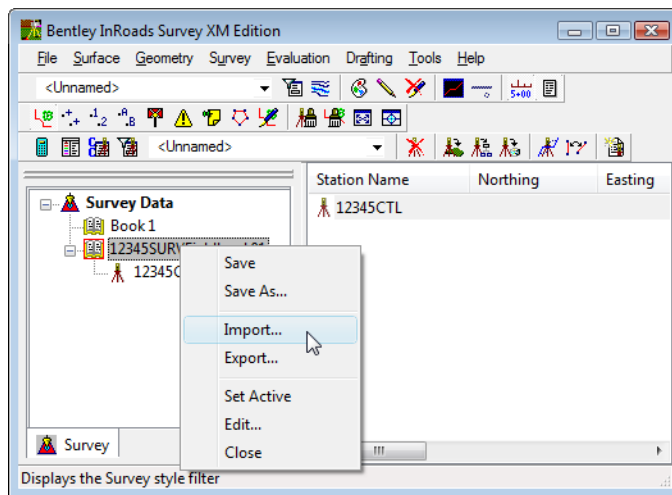 Bentley InRoads Survey XM Edition
File Surface Geometry Survey Evaluation Drafting Tools Help
<Unnamed>
5+00
<Unnamed>
Station Name Northing Easting
Survey Data
12345CTL
Book 1
Save
Save As...
Import...
Export...
Set Active
Edit...
Close
Survey
Displays the Survey style filter